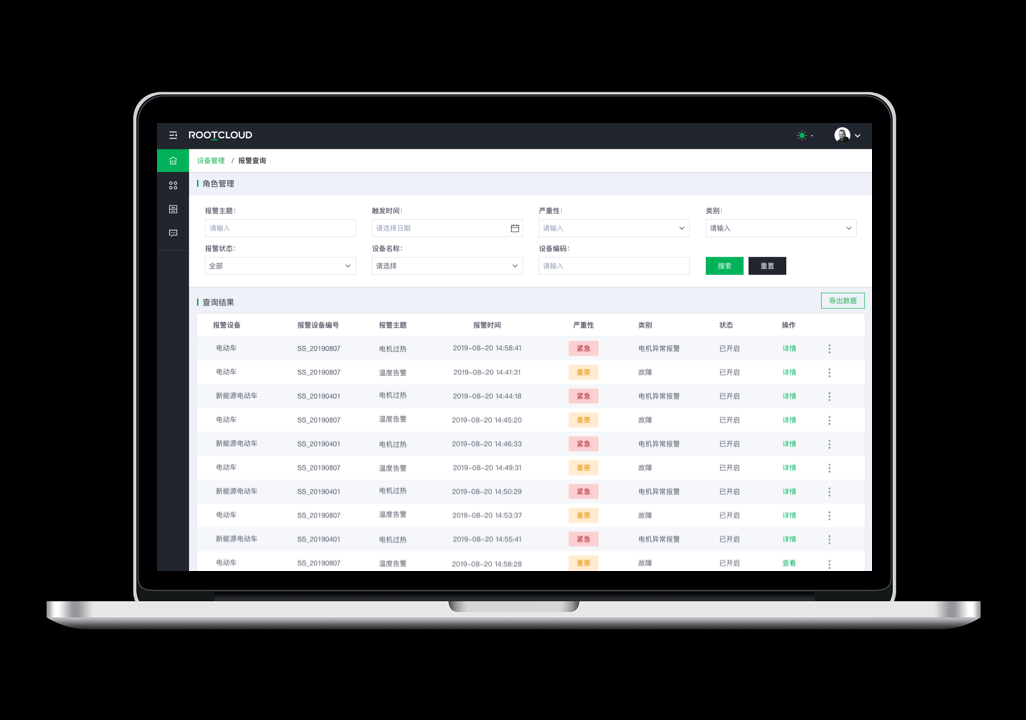 ROOTCLOUD
设备管理 / 报警查询
角色管理
报警主题: 触发时间: 严重性: 类别:
请输入 请选择日期 请输入 请输入
报警状态: 设备名称: 设备编码:
全部 请选择 请输入 搜索 重置
查询结果 导出数据
报警设备 报警设备编号 报警主题 报警时间 严重性 类别 状态 操作
电动车 SS_20190807 电机过热 2019-08-20 14:58:41 紧急 电机异常报警 已开启 详情
电动车 SS_20190807 温度告警 2019-08-20 14:41:31 重要 故障 已开启 详情
新能源电动车 SS_20190401 电机过热 2019-08-20 14:44:18 紧急 电机异常报警 已开启 详情
电动车 SS_20190807 温度告警 2019-08-20 14:45:20 重要 故障 已开启 详情
新能源电动车 SS_20190401 电机过热 2019-08-20 14:46:33 紧急 电机异常报警 已开启 详情
电动车 SS_20190807 温度告警 2019-08-20 14:49:31 重要 故障 已开启 详情
新能源电动车 SS_20190401 电机过热 2019-08-20 14:50:29 紧急 电机异常报警 已开启 详情
电动车 SS_20190807 温度告警 2019-08-20 14:53:37 重要 故障 已开启 详情
新能源电动车 SS_20190401 电机过热 2019-08-20 14:55:41 紧急 电机异常报警 已开启 详情
电动车 SS_20190807 温度告警 2019-08-20 14:58:28 重要 故障 已开启 查看